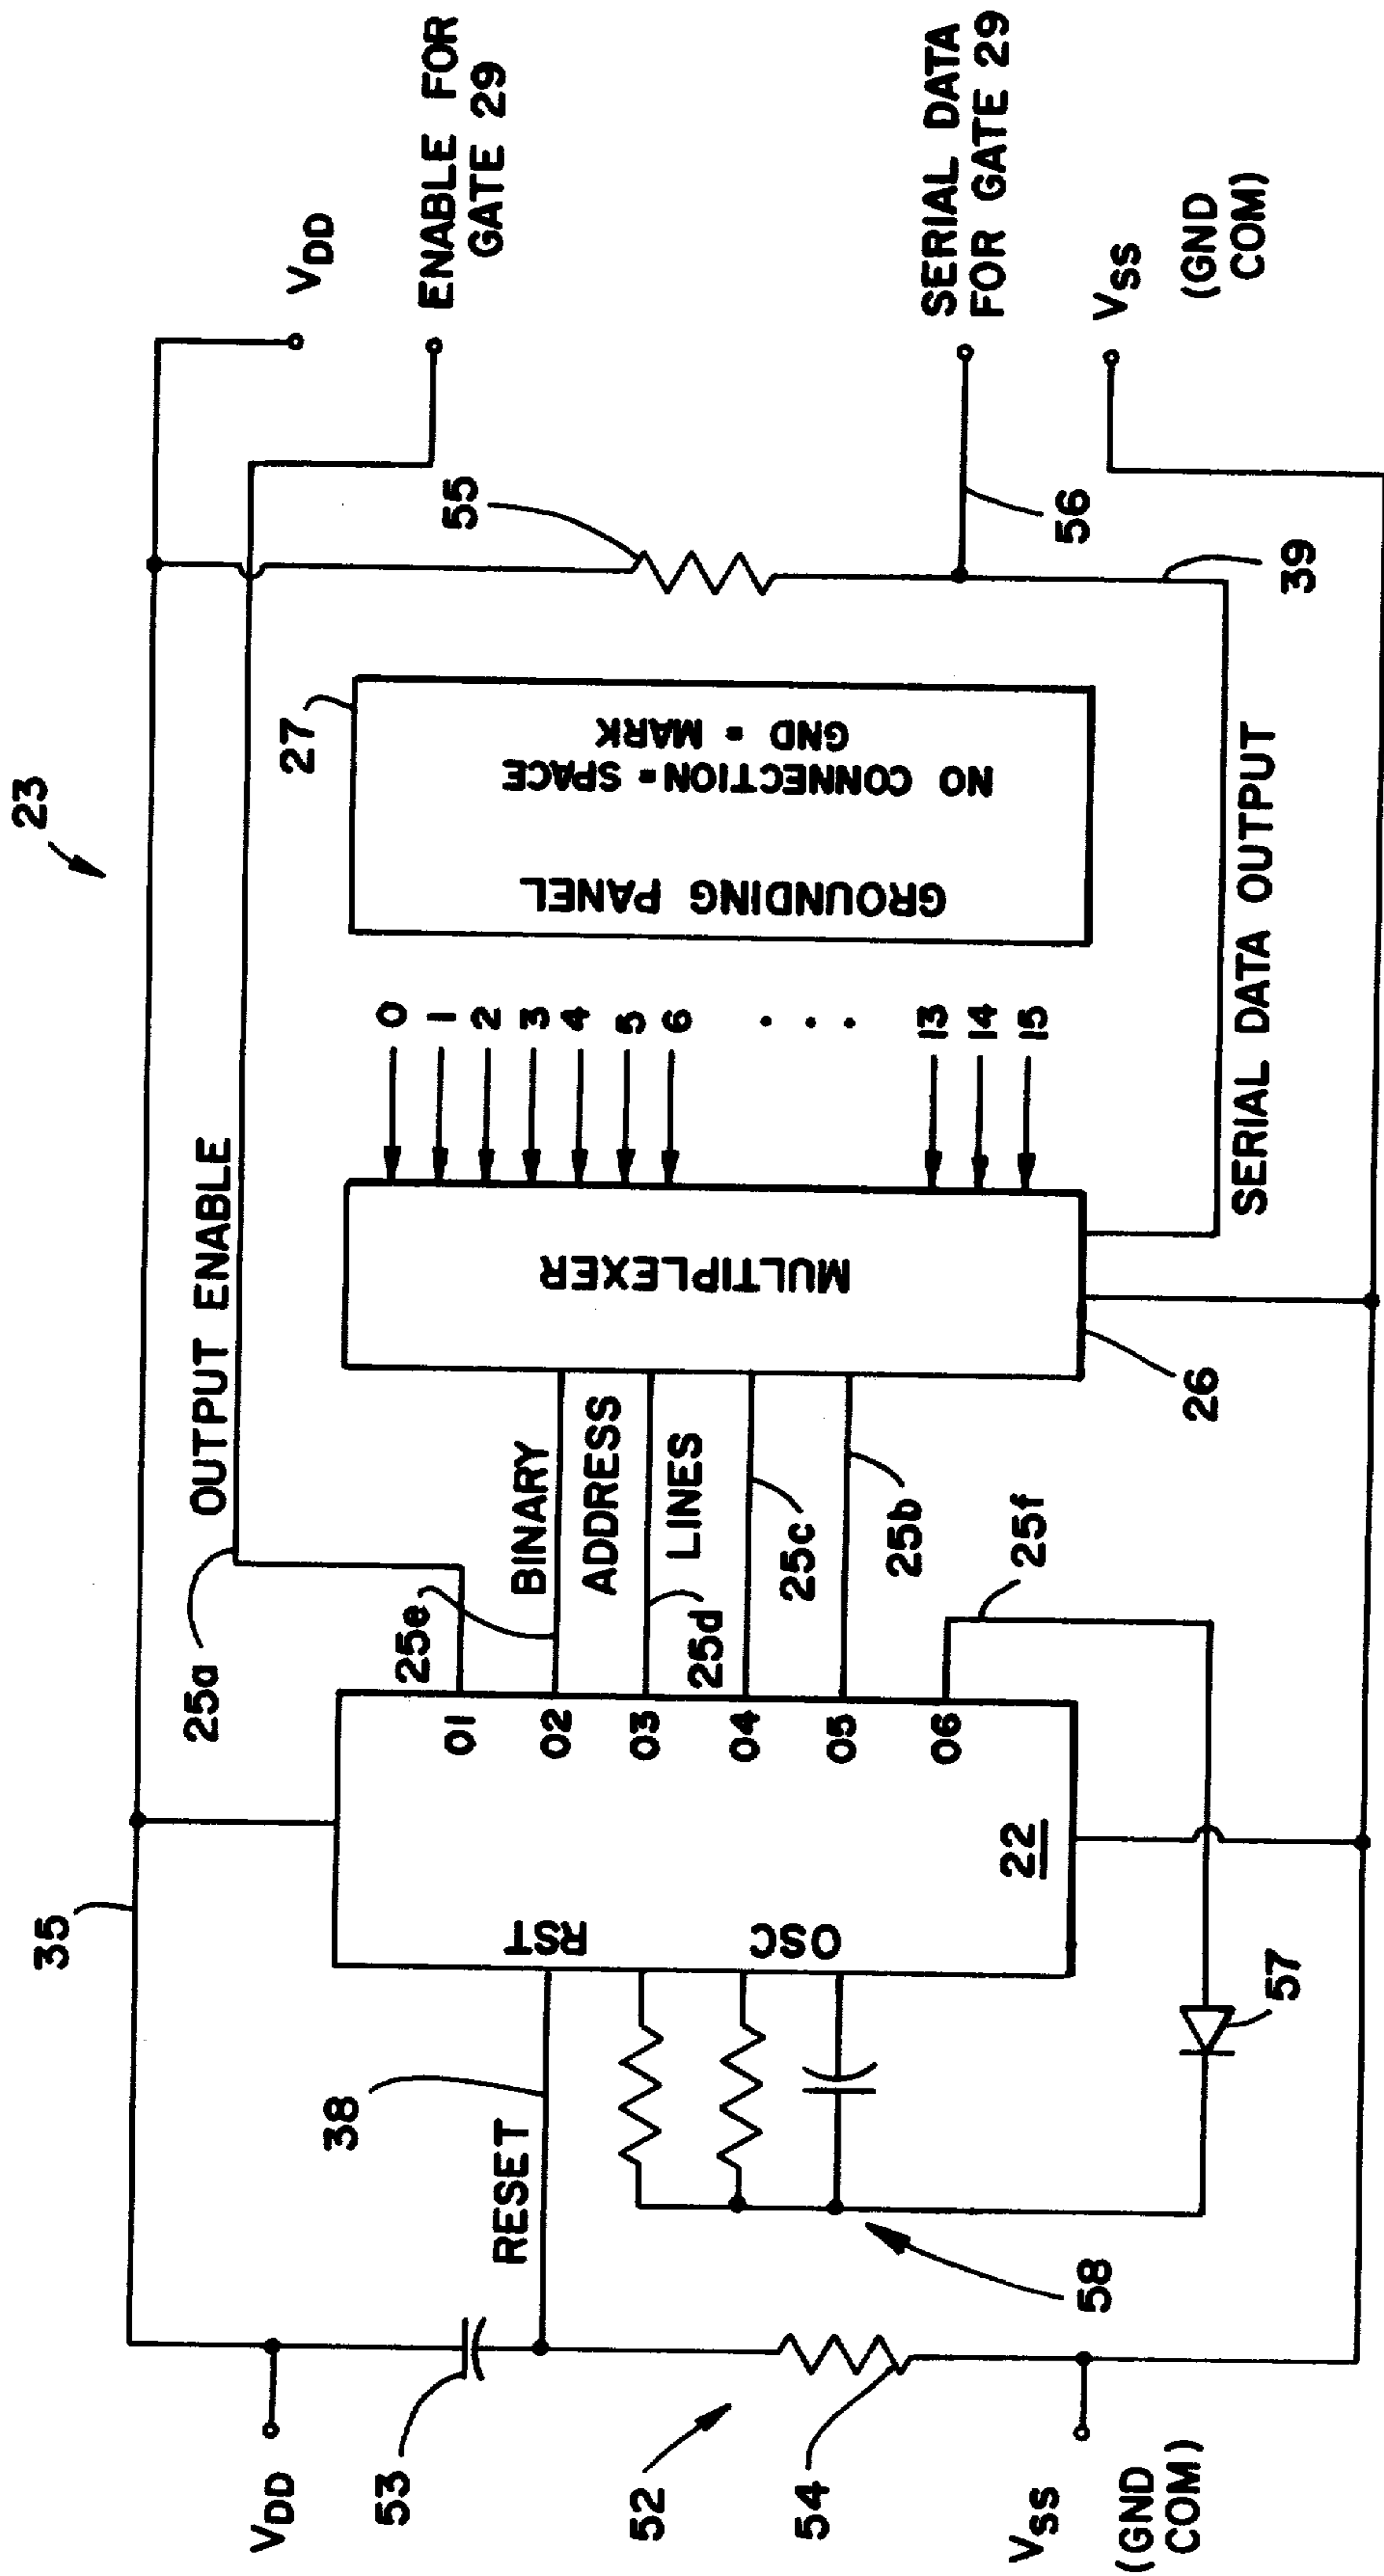 23
35
VDD
VDD
ENABLE FOR
GATE 29
25a
OUTPUT ENABLE
53
38
RESET
RST
OSC
22
01
02
03
04
05
06
25e
25d
25c
25b
25f
BINARY
ADDRESS
LINES
MULTIPLEXER
26
0
1
2
3
4
5
6
13
14
15
27
GROUNDING PANEL
NO CONNECTION = SPACE
GND = MARK
55
56
SERIAL DATA
FOR GATE 29
39
SERIAL DATA OUTPUT
52
54
58
57
VSS
(GND
COM)
VSS
(GND
COM)